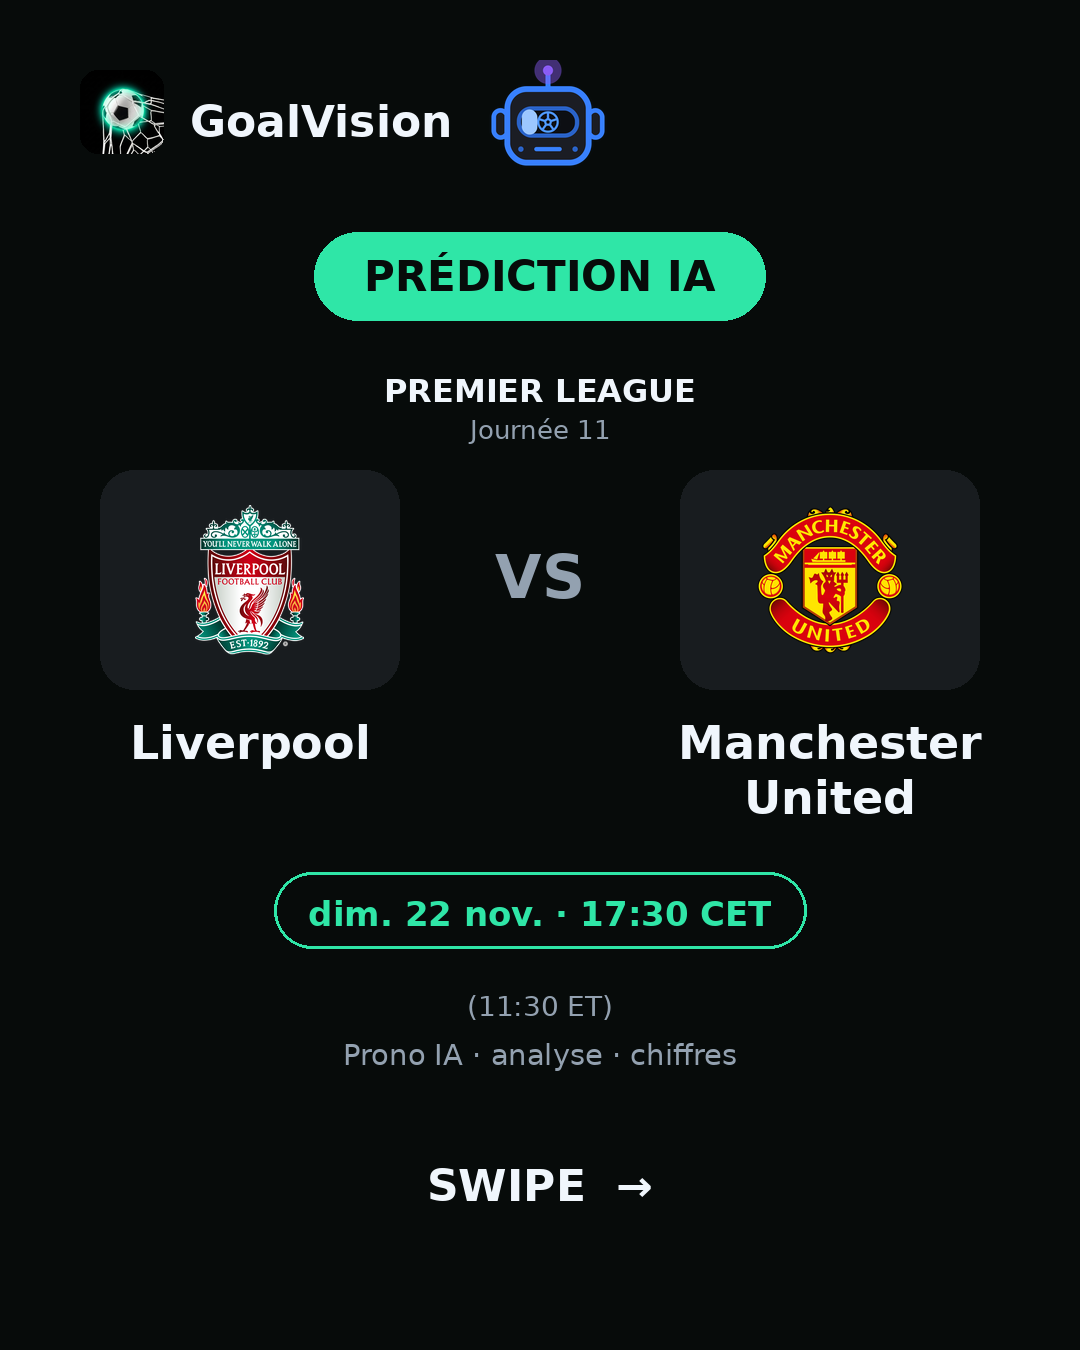 GoalVision
PRÉDICTION IA
PREMIER LEAGUE
Journée 11
YOU'LL NEVER WALK ALONE
LIVERPOOL
FOOTBALL CLUB
EST·1892
VS
MANCHESTER
UNITED
Liverpool
Manchester
United
dim. 22 nov. · 17:30 CET
(11:30 ET)
Prono IA · analyse · chiffres
SWIPE →